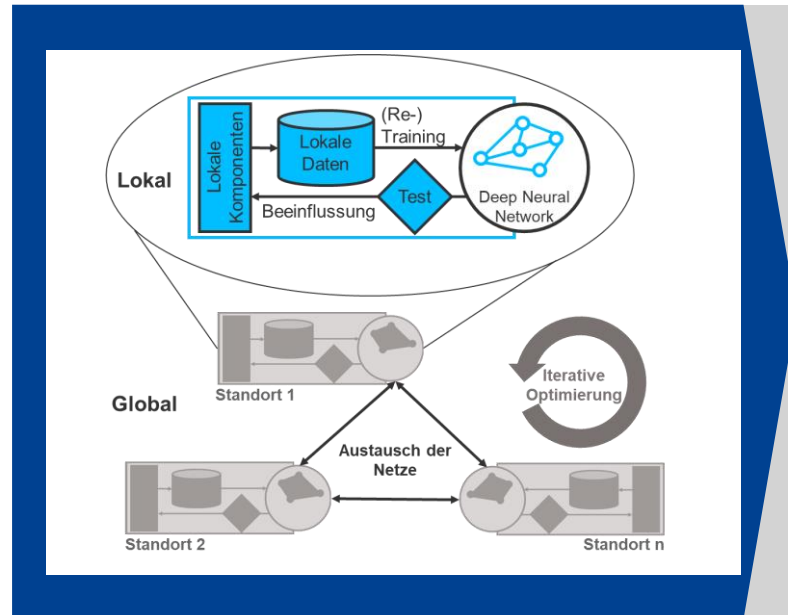 (Re-)
Training
Lokale
Komponenten
Lokale
Daten
Lokal
Test
Beeinflussung
Deep Neural
Network
Standort 1
Iterative
Optimierung
Global
Austausch der
Netze
Standort 2
Standort n